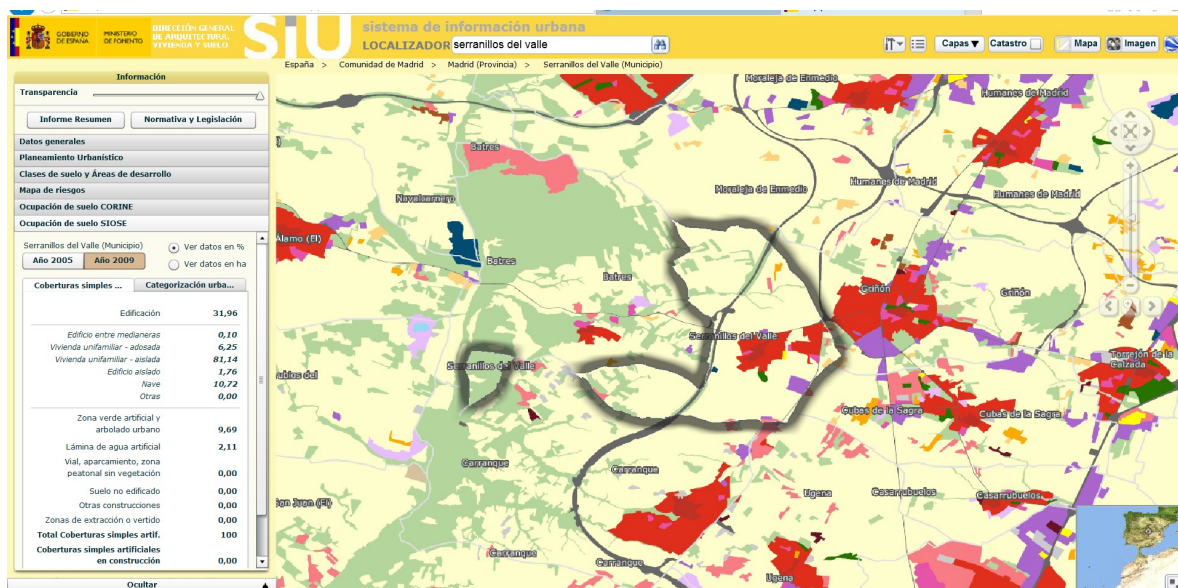 GOBIERNO DE ESPAÑA
MINISTERIO DE FOMENTO
DIRECCIÓN GENERAL
DE ARQUITECTURA,
VIVIENDA Y SUELO
SIU
sistema de información urbana
LOCALIZADOR serranillos del valle
Capas ▼
Catastro
Mapa
Imagen
España > Comunidad de Madrid > Madrid (Provincia) > Serranillos del Valle (Municipio)
Información
Transparencia
Informe Resumen
Normativa y Legislación
Datos generales
Planeamiento Urbanístico
Clases de suelo y Áreas de desarrollo
Mapa de riesgos
Ocupación de suelo CORINE
Ocupación de suelo SIOSE
Serranillos del Valle (Municipio)
Ver datos en %
Año 2005
Año 2009
Ver datos en ha
Coberturas simples ...
Categorización urba...
Edificación 31,96
Edificio entre medianeras 0,10
Vivienda unifamiliar - adosada 6,25
Vivienda unifamiliar - aislada 81,14
Edificio aislado 1,76
Nave 10,72
Otras 0,00
Zona verde artificial y
arbolado urbano 9,69
Lámina de agua artificial 2,11
Vial, aparcamiento, zona
peatonal sin vegetación 0,00
Suelo no edificado 0,00
Otras construcciones 0,00
Zonas de extracción o vertido 0,00
Total Coberturas simples artif. 100
Coberturas simples artificiales
en construcción 0,00
Ocultar
Moraleja de Enmedio
Humanes de Madrid
Batres
Moraleja de Enmedio
Humanes de Madrid
Humanes de Madrid
Navalcarnero
Álamo (El)
Batres
Batres
Griñón
Griñón
Serranillos del Valle
Serranillos del Valle
Torrejón de la
Calzada
ubios del
Cubas de la Sagra
Cubas de la Sagra
Carranque
Carranque
Ugena
Casarrubuelos
Casarrubuelos
on Juan (El)
Carranque
Carranque
Ugena